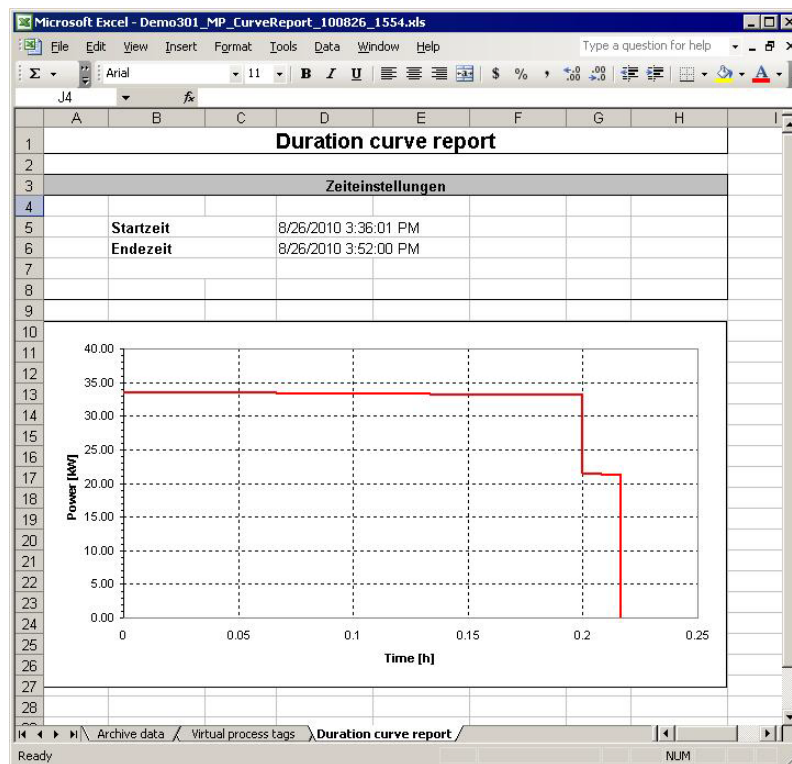 Microsoft Excel - Demo301_MP_CurveReport_100826_1554.xls
File Edit View Insert Format Tools Data Window Help Type a question for help
Σ Arial 11 B I U $ % , .00 .00
J4 fx
A B C D E F G H I
1 Duration curve report
2
3 Zeiteinstellungen
4
5 Startzeit 8/26/2010 3:36:01 PM
6 Endezeit 8/26/2010 3:52:00 PM
7
8
9
10
11
12
13
14
15
16
17
18
19
20
21
22
23
24
25
26
27
28
40.00
35.00
30.00
25.00
20.00
15.00
10.00
5.00
0.00
Power [kW]
0 0.05 0.1 0.15 0.2 0.25
Time [h]
Archive data / Virtual process tags \ Duration curve report /
Ready NUM